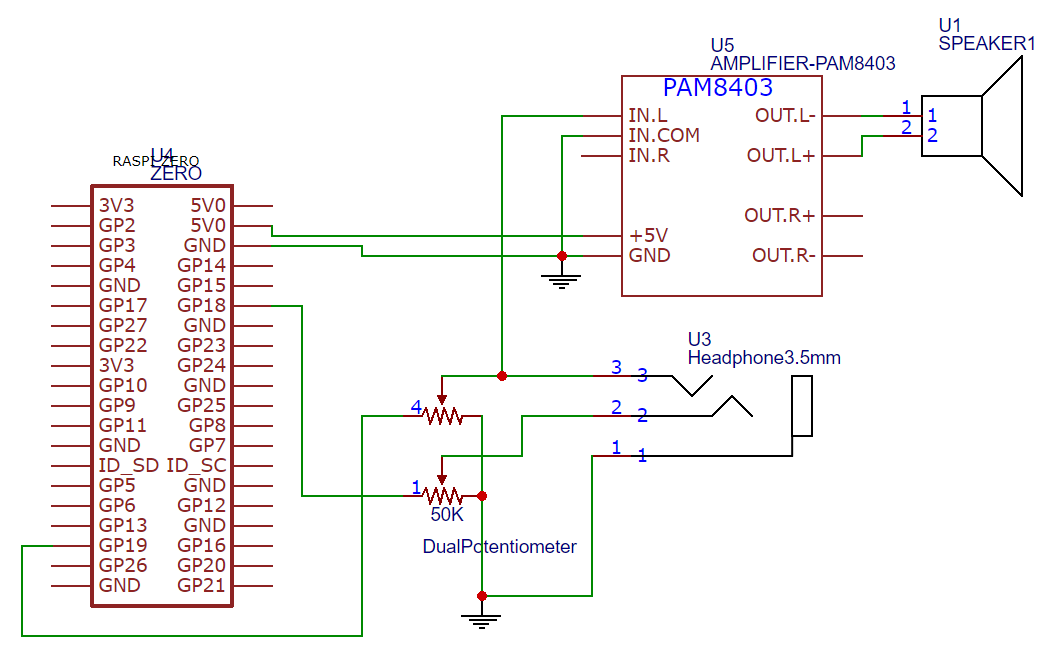 U1
SPEAKER1
U5
AMPLIFIER-PAM8403
PAM8403
IN.L
IN.COM
IN.R
+5V
GND
OUT.L-
OUT.L+
OUT.R+
OUT.R-
1
2
1
2
U4
RASPI-ZERO
ZERO
3V3 5V0
GP2 5V0
GP3 GND
GP4 GP14
GND GP15
GP17 GP18
GP27 GND
GP22 GP23
3V3 GP24
GP10 GND
GP9 GP25
GP11 GP8
GND GP7
ID_SD ID_SC
GP5 GND
GP6 GP12
GP13 GND
GP19 GP16
GP26 GP20
GND GP21
U3
Headphone3.5mm
3 3
2 2
1 1
4
1
50K
DualPotentiometer